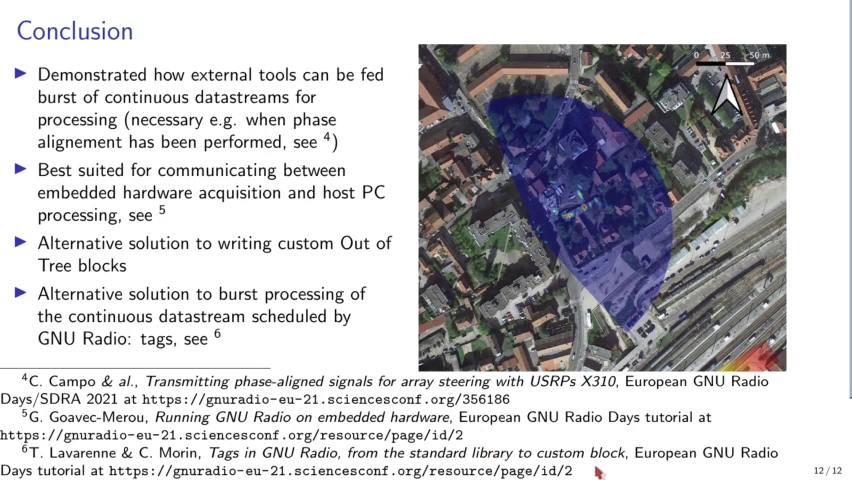 Conclusion
▶ Demonstrated how external tools can be fed
burst of continuous datastreams for
processing (necessary e.g. when phase
alignement has been performed, see 4)
▶ Best suited for communicating between
embedded hardware acquisition and host PC
processing, see 5
▶ Alternative solution to writing custom Out of
Tree blocks
▶ Alternative solution to burst processing of
the continuous datastream scheduled by
GNU Radio: tags, see 6
0 25 50 m
4C. Campo & al., Transmitting phase-aligned signals for array steering with USRPs X310, European GNU Radio
Days/SDRA 2021 at https://gnuradio-eu-21.sciencesconf.org/356186
5G. Goavec-Merou, Running GNU Radio on embedded hardware, European GNU Radio Days tutorial at
https://gnuradio-eu-21.sciencesconf.org/resource/page/id/2
6T. Lavarenne & C. Morin, Tags in GNU Radio, from the standard library to custom block, European GNU Radio
Days tutorial at https://gnuradio-eu-21.sciencesconf.org/resource/page/id/2
12/12